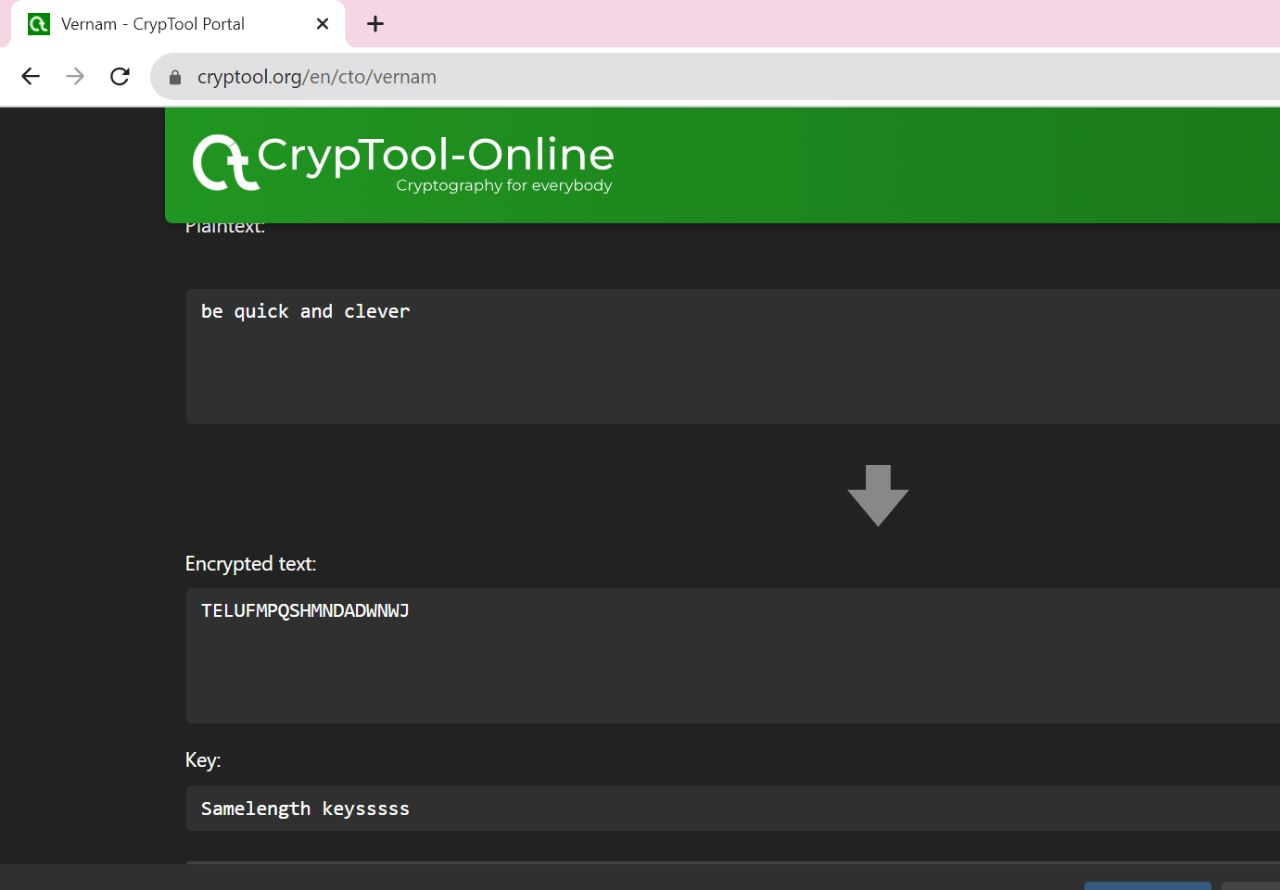 Vernam - CrypTool Portal
cryptool.org/en/cto/vernam
CrypTool-Online
Cryptography for everybody
Plaintext:
be quick and clever
Encrypted text:
TELUFMPQSHMNDADWNWJ
Key:
Samelength keysssss